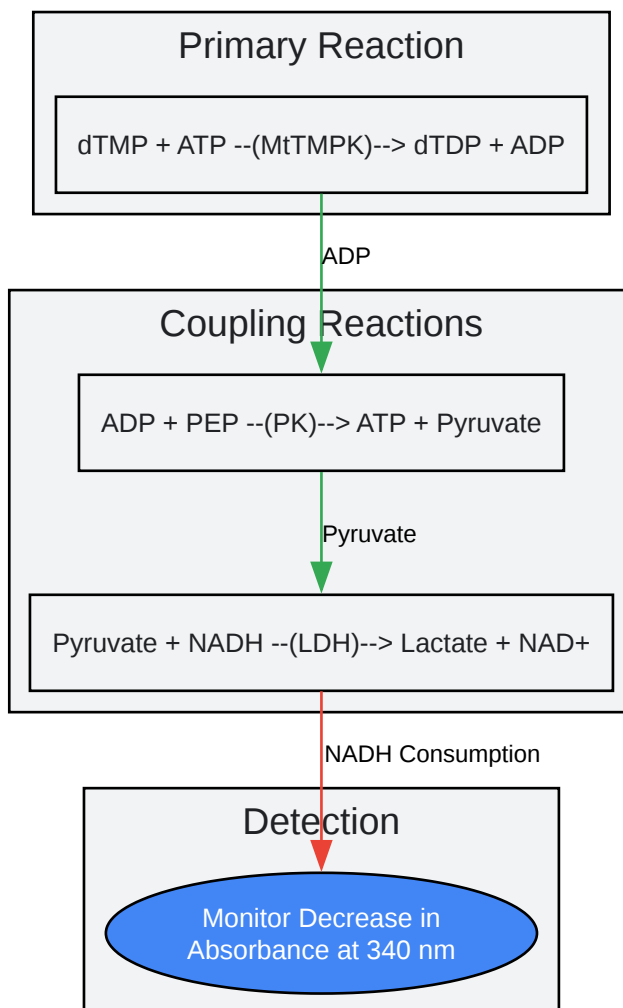 Primary Reaction
dTMP + ATP --(MtTMPK)--> dTDP + ADP
ADP
Coupling Reactions
ADP + PEP --(PK)--> ATP + Pyruvate
Pyruvate
Pyruvate + NADH --(LDH)--> Lactate + NAD+
NADH Consumption
Detection
Monitor Decrease in
Absorbance at 340 nm